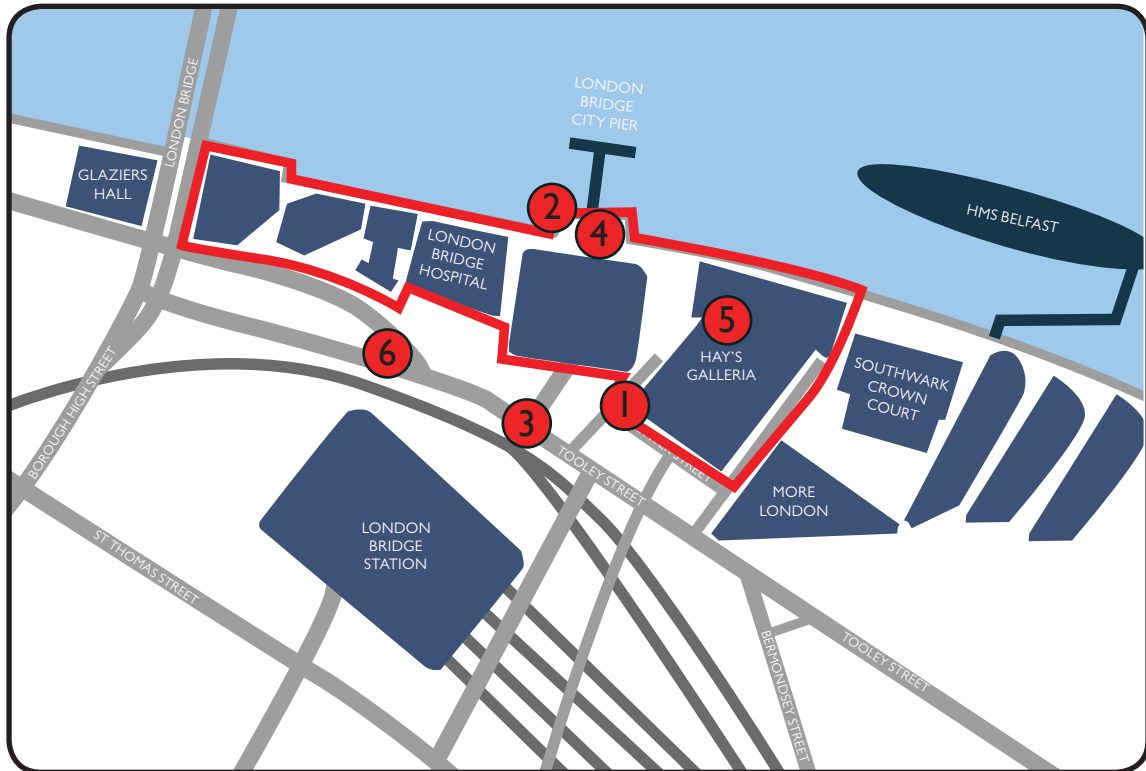 LONDON
BRIDGE
CITY PIER
LONDON BRIDGE
GLAZIERS
HALL
2
4
LONDON
BRIDGE
HOSPITAL
HMS BELFAST
5
HAY'S
GALLERIA
6
SOUTHWARK
CROWN
COURT
1
3
BOROUGH HIGH STREET
TOOLEY STREET
MORE
LONDON
LONDON
BRIDGE
STATION
ST THOMAS STREET
BERMONDSEY STREET
TOOLEY STREET